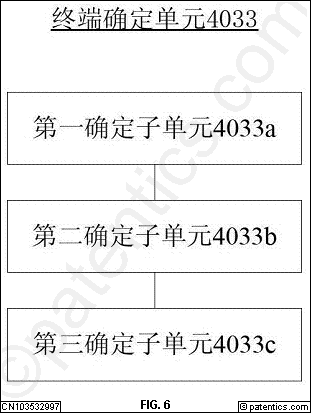 终端确定单元4033
第一确定子单元4033a
第二确定子单元4033b
第三确定子单元4033c
©patentics.com
CN103532997
FIG. 6
© patentics.com